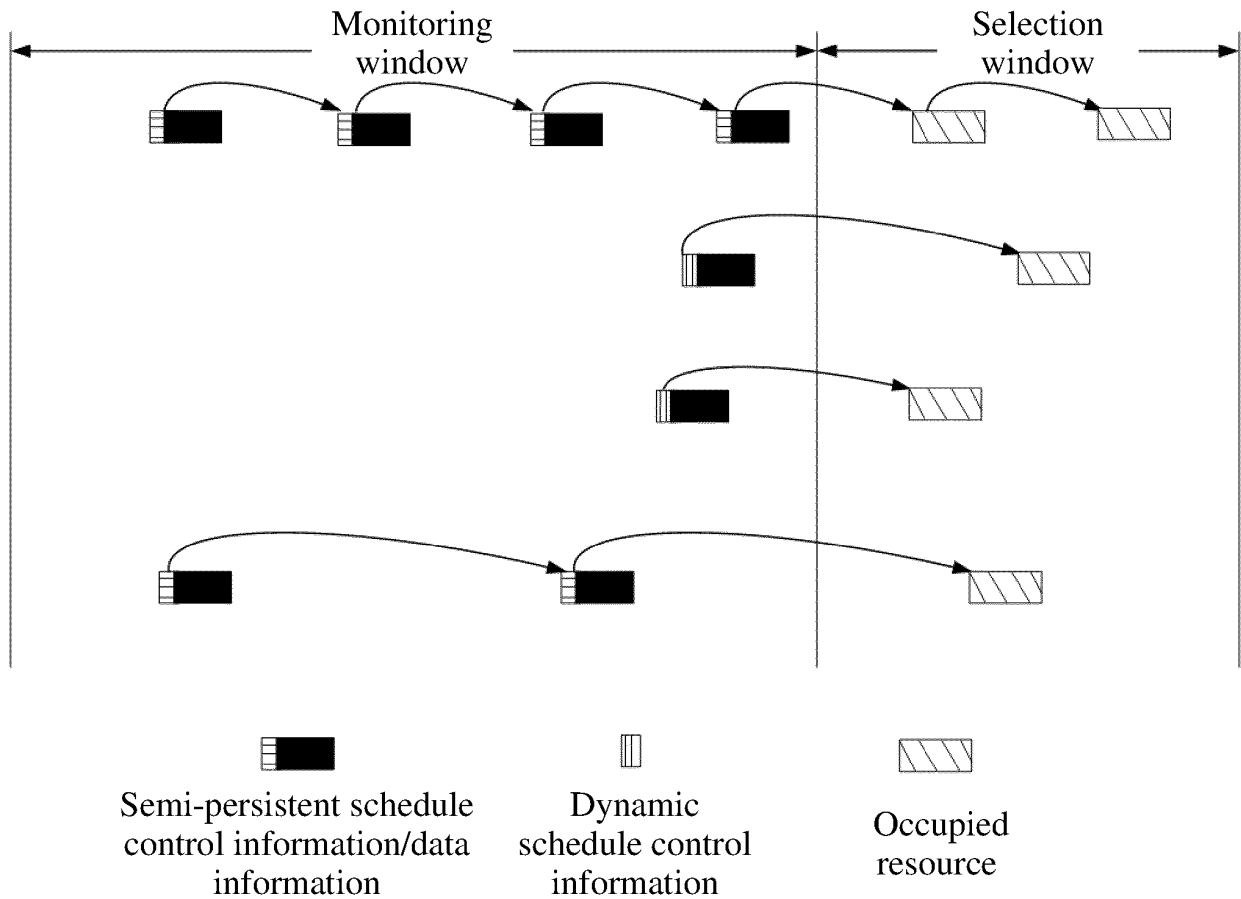 Monitoring
window
Selection
window
Semi-persistent schedule
control information/data
information
Dynamic
schedule control
information
Occupied
resource